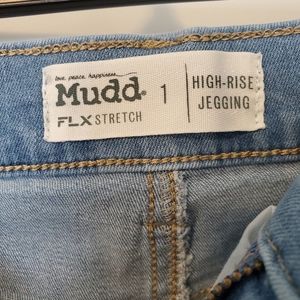 love, peace, happiness
Mudd®
FLX STRETCH
1
HIGH-RISE
JEGGING